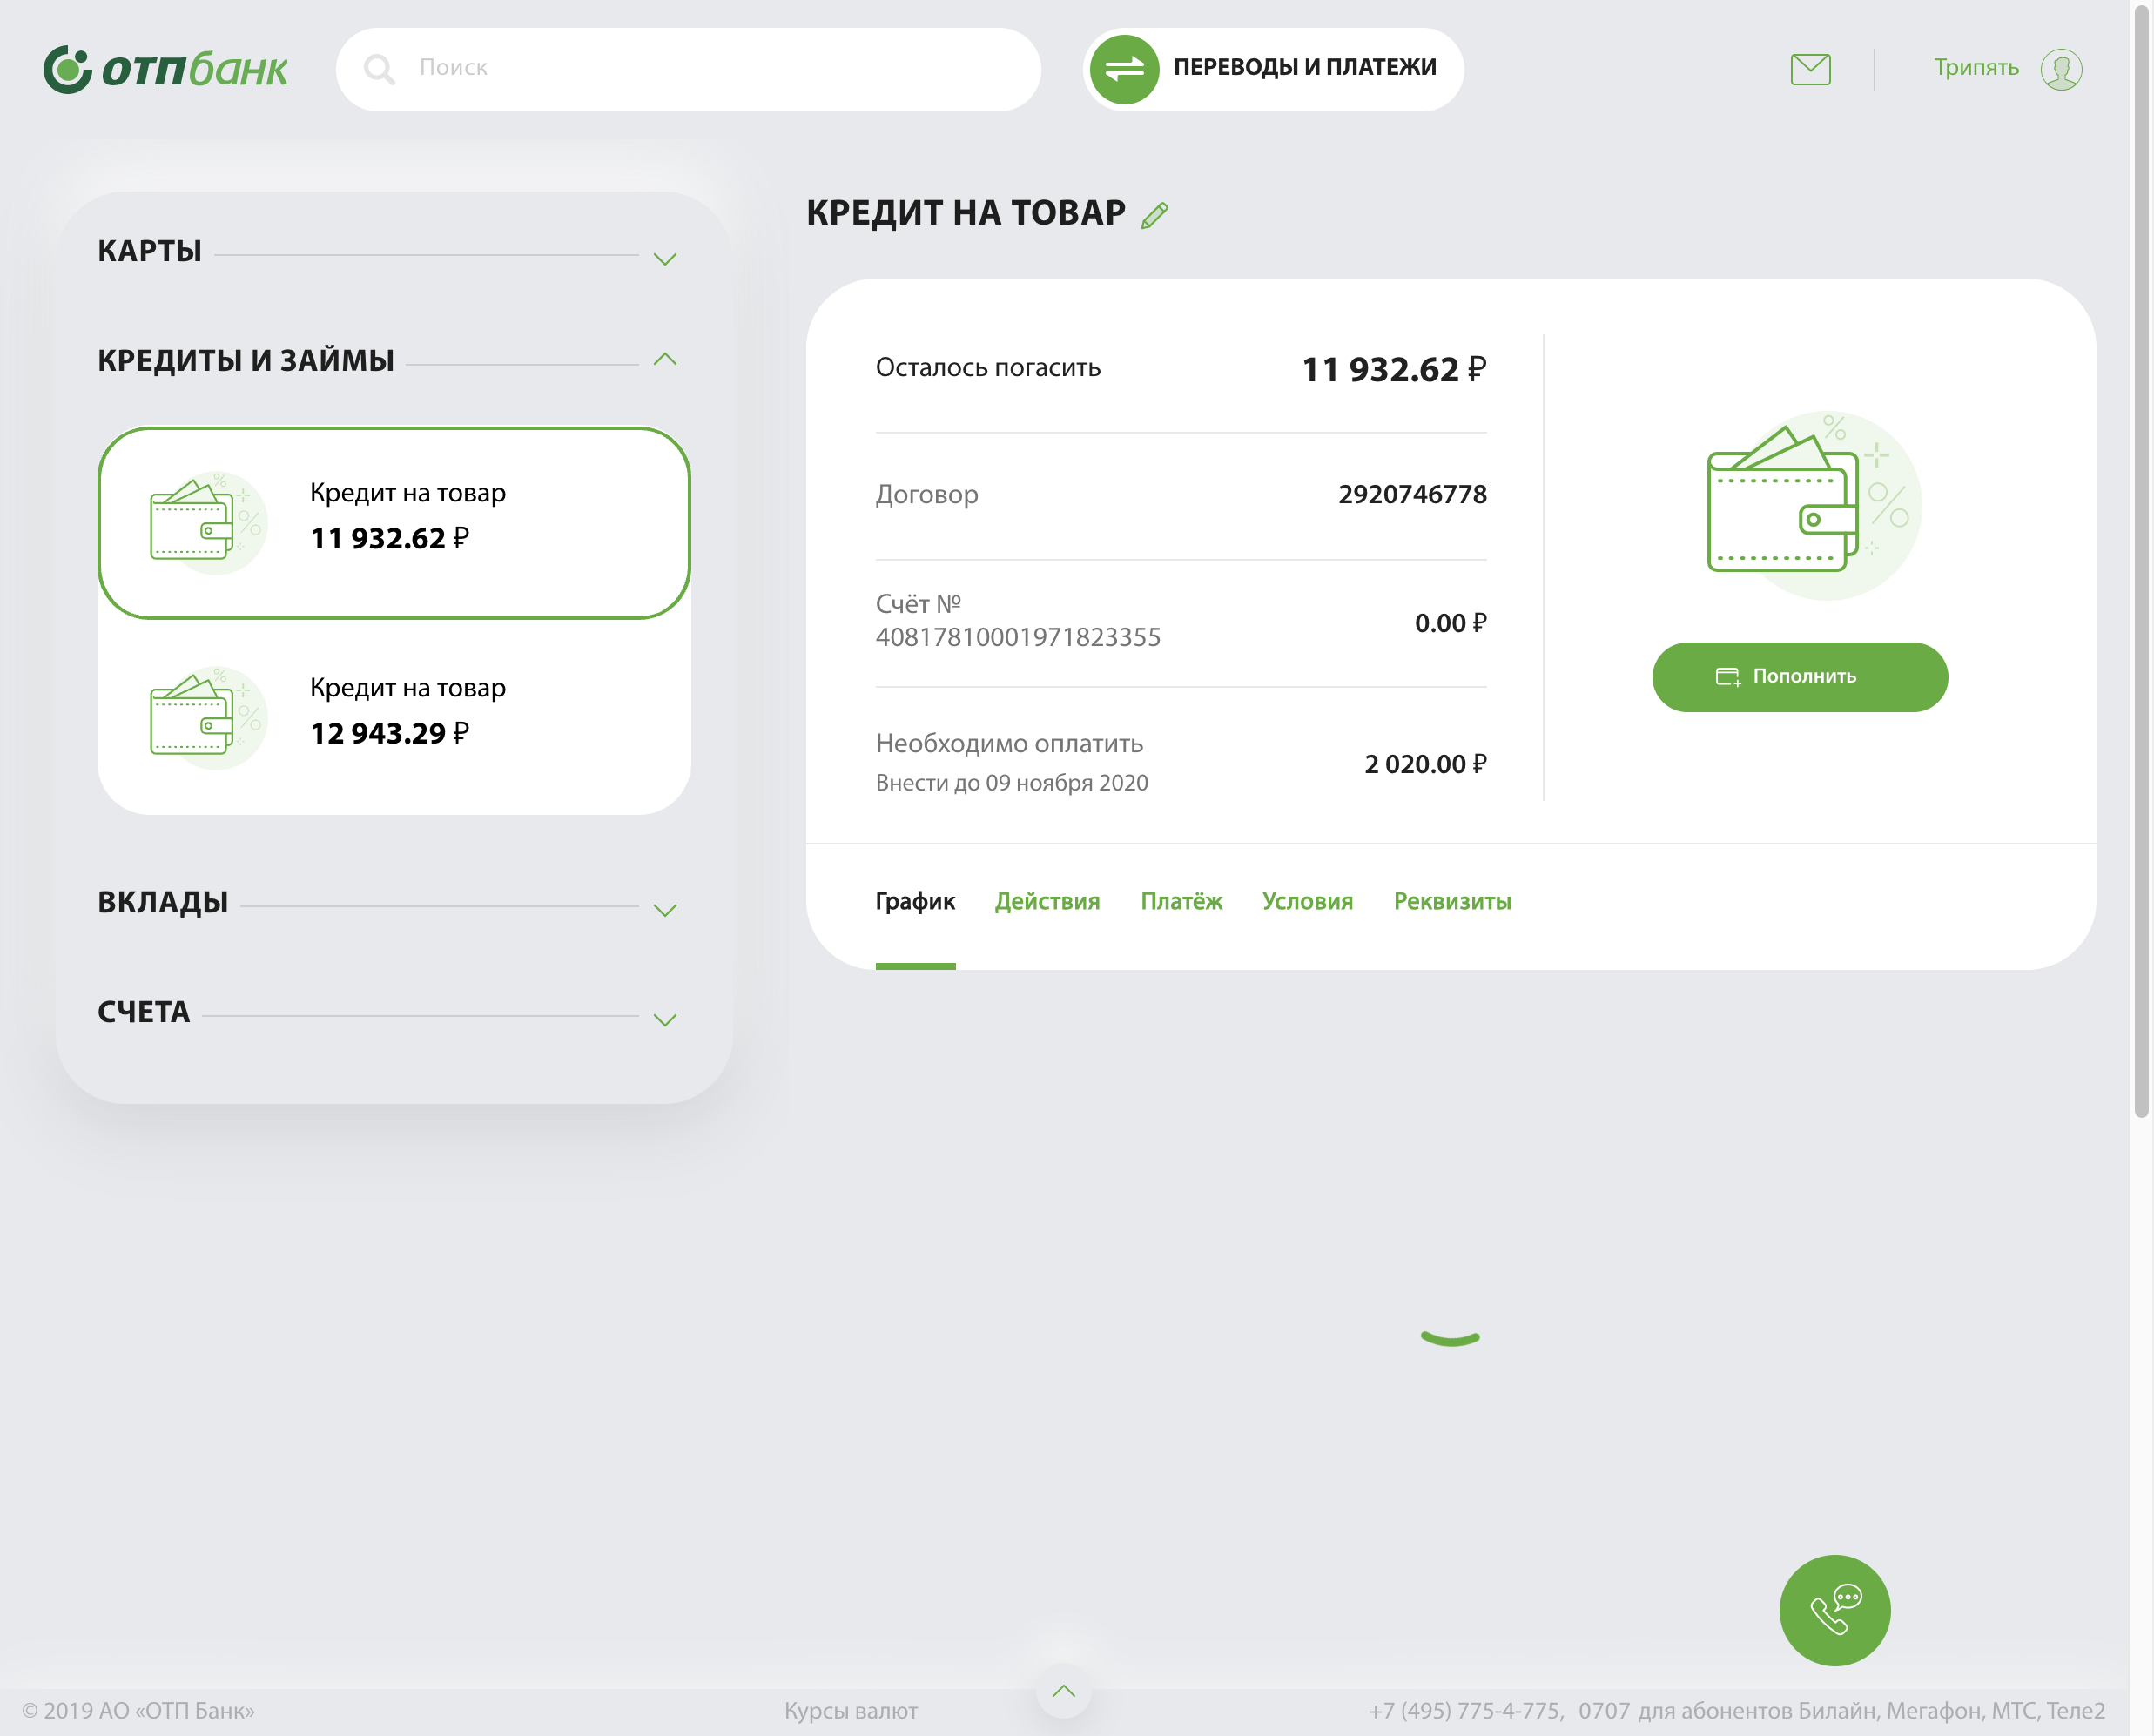 отпбанк
Поиск
ПЕРЕВОДЫ И ПЛАТЕЖИ
Трипять
КАРТЫ
КРЕДИТЫ И ЗАЙМЫ
Кредит на товар
11 932.62 ₽
Кредит на товар
12 943.29 ₽
ВКЛАДЫ
СЧЕТА
КРЕДИТ НА ТОВАР
Осталось погасить 11 932.62 ₽
Договор 2920746778
Счёт №
40817810001971823355 0.00 ₽
Необходимо оплатить 2 020.00 ₽
Внести до 09 ноября 2020
Пополнить
График Действия Платёж Условия Реквизиты
© 2019 АО «ОТП Банк» Курсы валют +7 (495) 775-4-775, 0707 для абонентов Билайн, Мегафон, МТС, Теле2